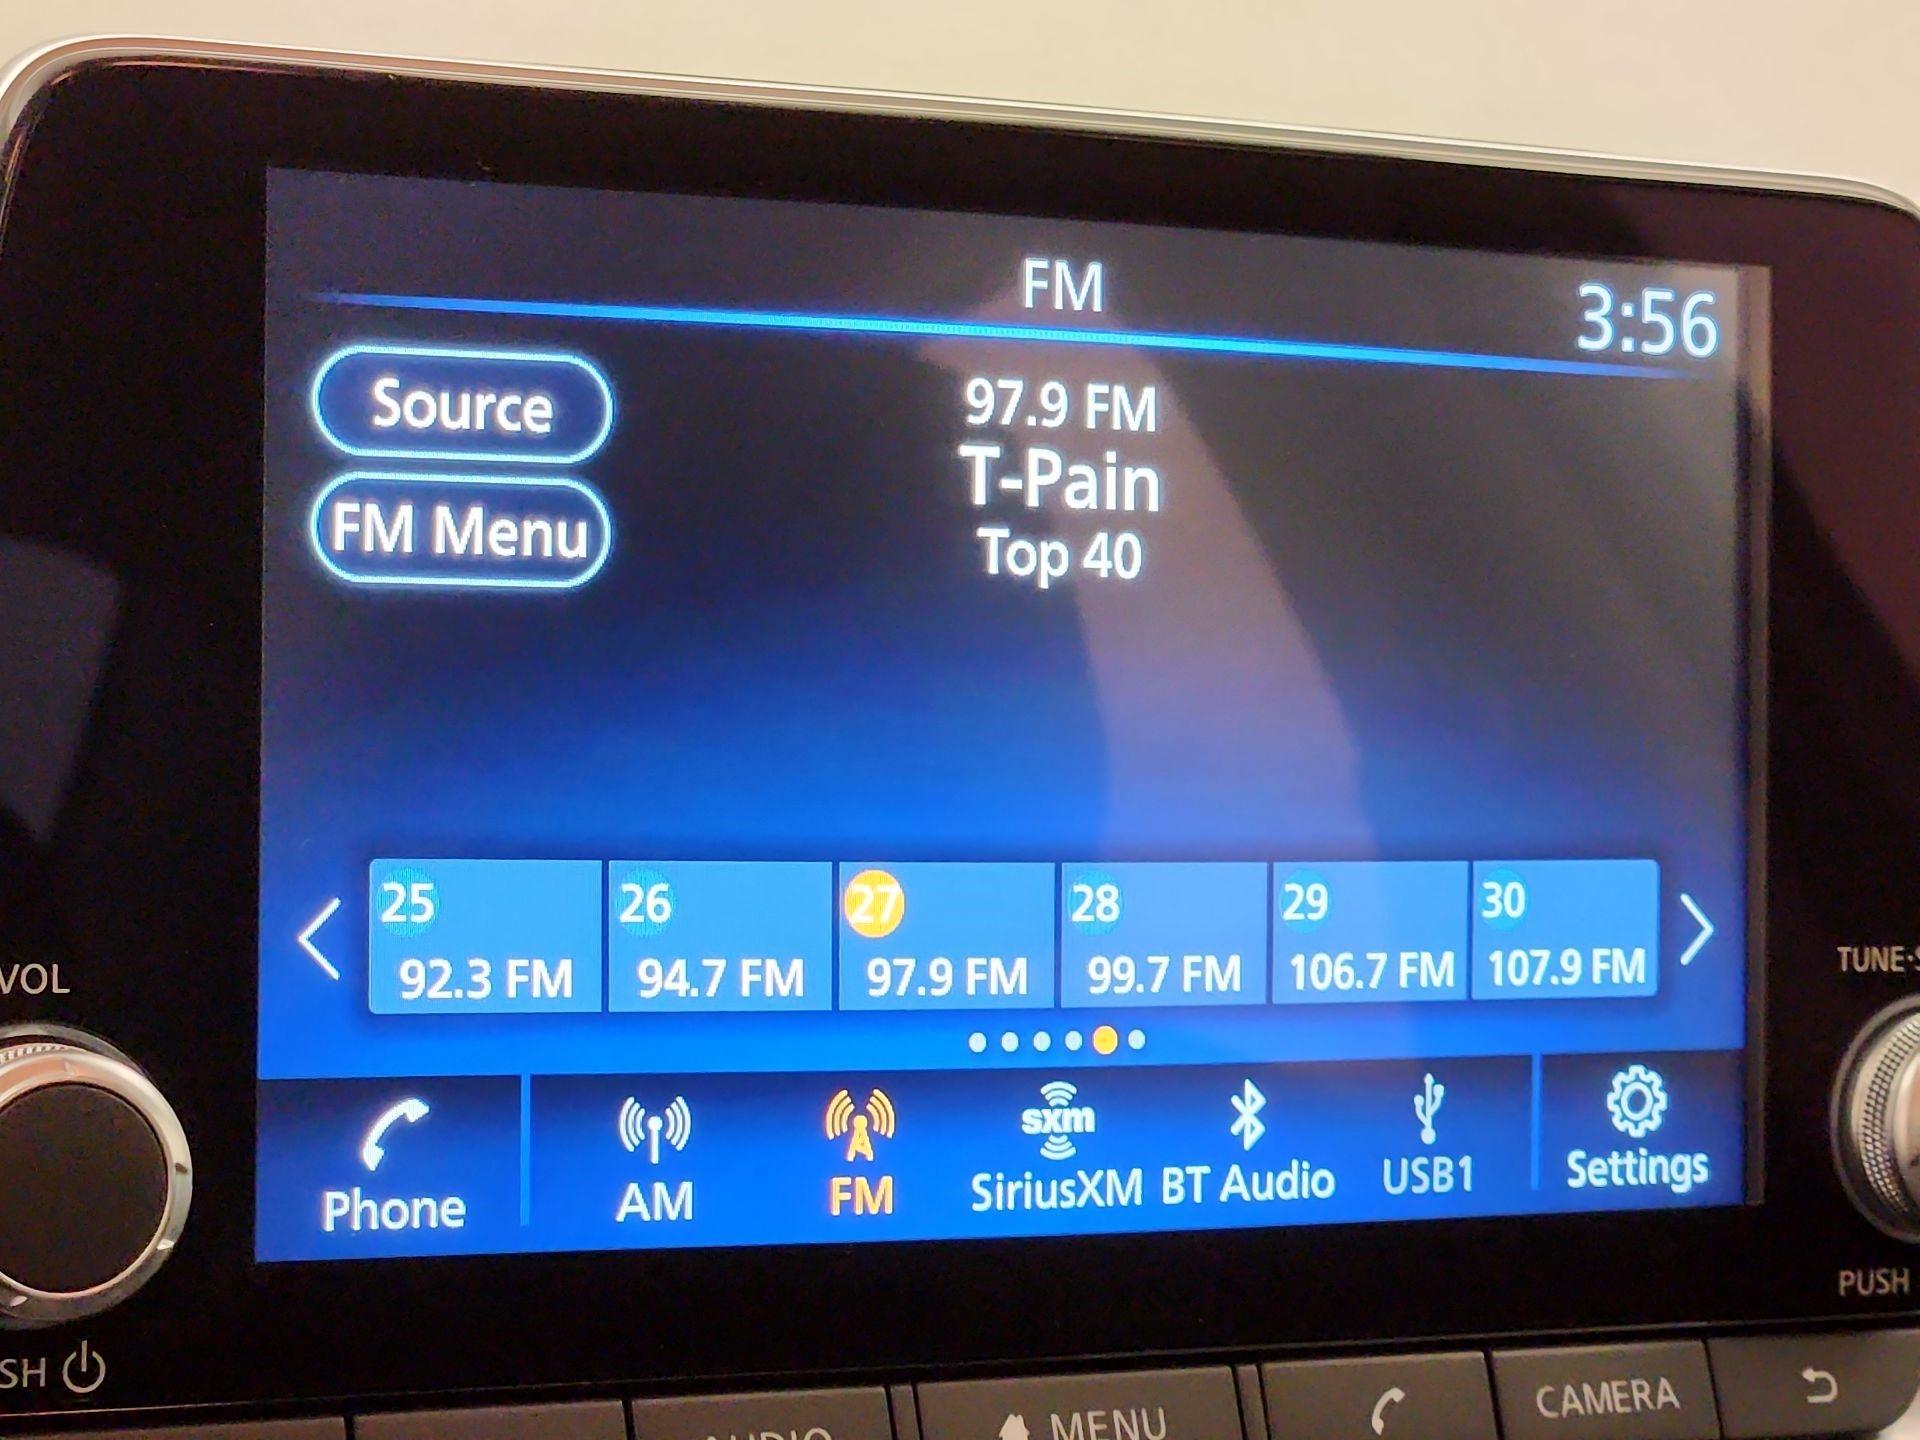 FM
3:56
Source
97.9 FM
T-Pain
FM Menu
Top 40
25 26 27 28 29 30
92.3 FM 94.7 FM 97.9 FM 99.7 FM 106.7 FM 107.9 FM
VOL
TUNE
sxm
Phone AM FM SiriusXM BT Audio USB1 Settings
PUSH
AUDIO MENU CAMERA